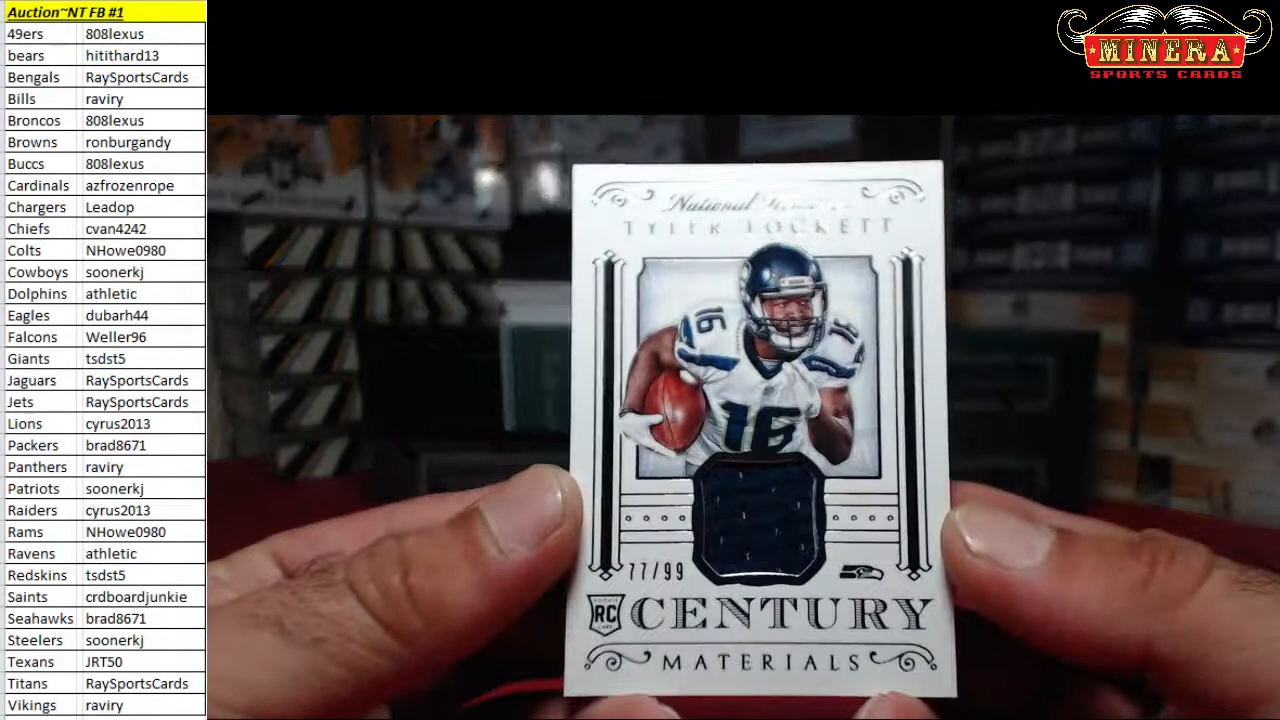 Auction~NT FB #1
49ers 808lexus
bears hitithard13
Bengals RaySportsCards
Bills raviry
Broncos 808lexus
Browns ronburgandy
Buccs 808lexus
Cardinals azfrozenrope
Chargers Leadop
Chiefs cvan4242
Colts NHowe0980
Cowboys soonerkj
Dolphins athletic
Eagles dubarh44
Falcons Weller96
Giants tsdst5
Jaguars RaySportsCards
Jets RaySportsCards
Lions cyrus2013
Packers brad8671
Panthers raviry
Patriots soonerkj
Raiders cyrus2013
Rams NHowe0980
Ravens athletic
Redskins tsdst5
Saints crdboardjunkie
Seahawks brad8671
Steelers soonerkj
Texans JRT50
Titans RaySportsCards
Vikings raviry
MINERA
SPORTS CARDS
National
TYLER LOCKETT
16
16
16
77/99
RC
CENTURY
MATERIALS